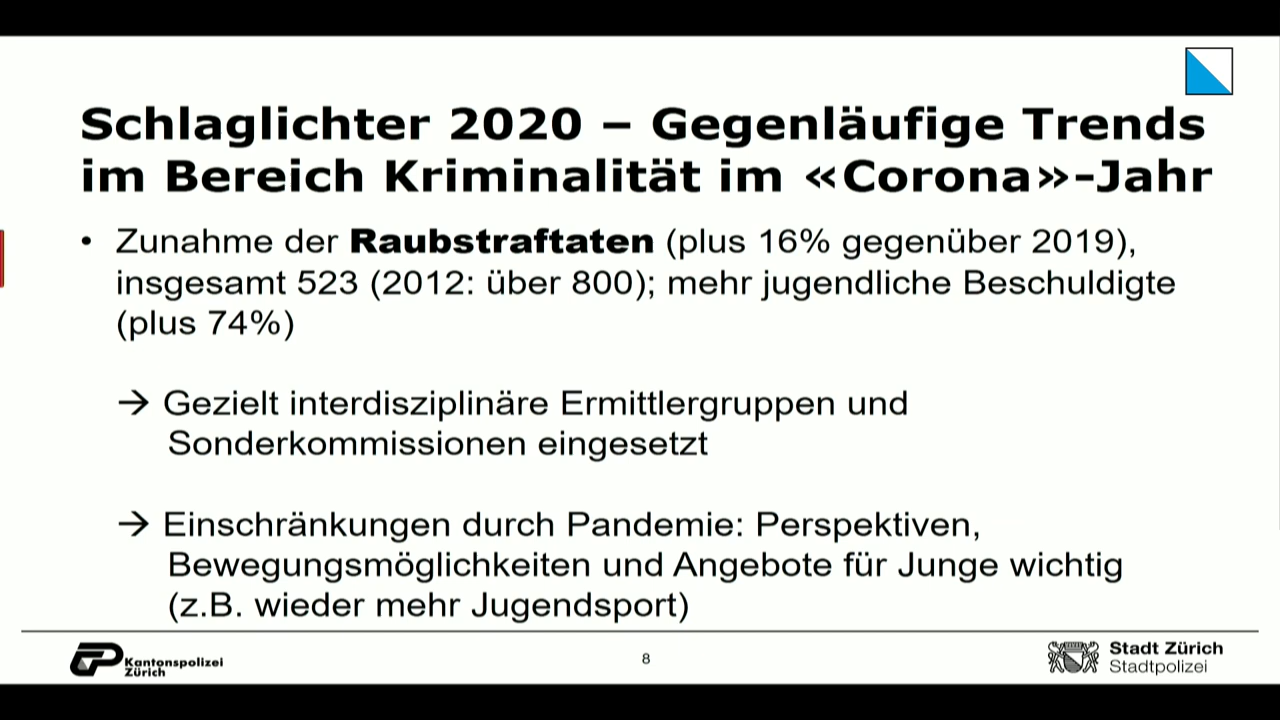 Schlaglichter 2020 – Gegenläufige Trends
im Bereich Kriminalität im «Corona»-Jahr
• Zunahme der Raubstraftaten (plus 16% gegenüber 2019),
insgesamt 523 (2012: über 800); mehr jugendliche Beschuldigte
(plus 74%)
→ Gezielt interdisziplinäre Ermittlergruppen und
Sonderkommissionen eingesetzt
→ Einschränkungen durch Pandemie: Perspektiven,
Bewegungsmöglichkeiten und Angebote für Junge wichtig
(z.B. wieder mehr Jugendsport)
Kantonspolizei
Zürich
8
Stadt Zürich
Stadtpolizei